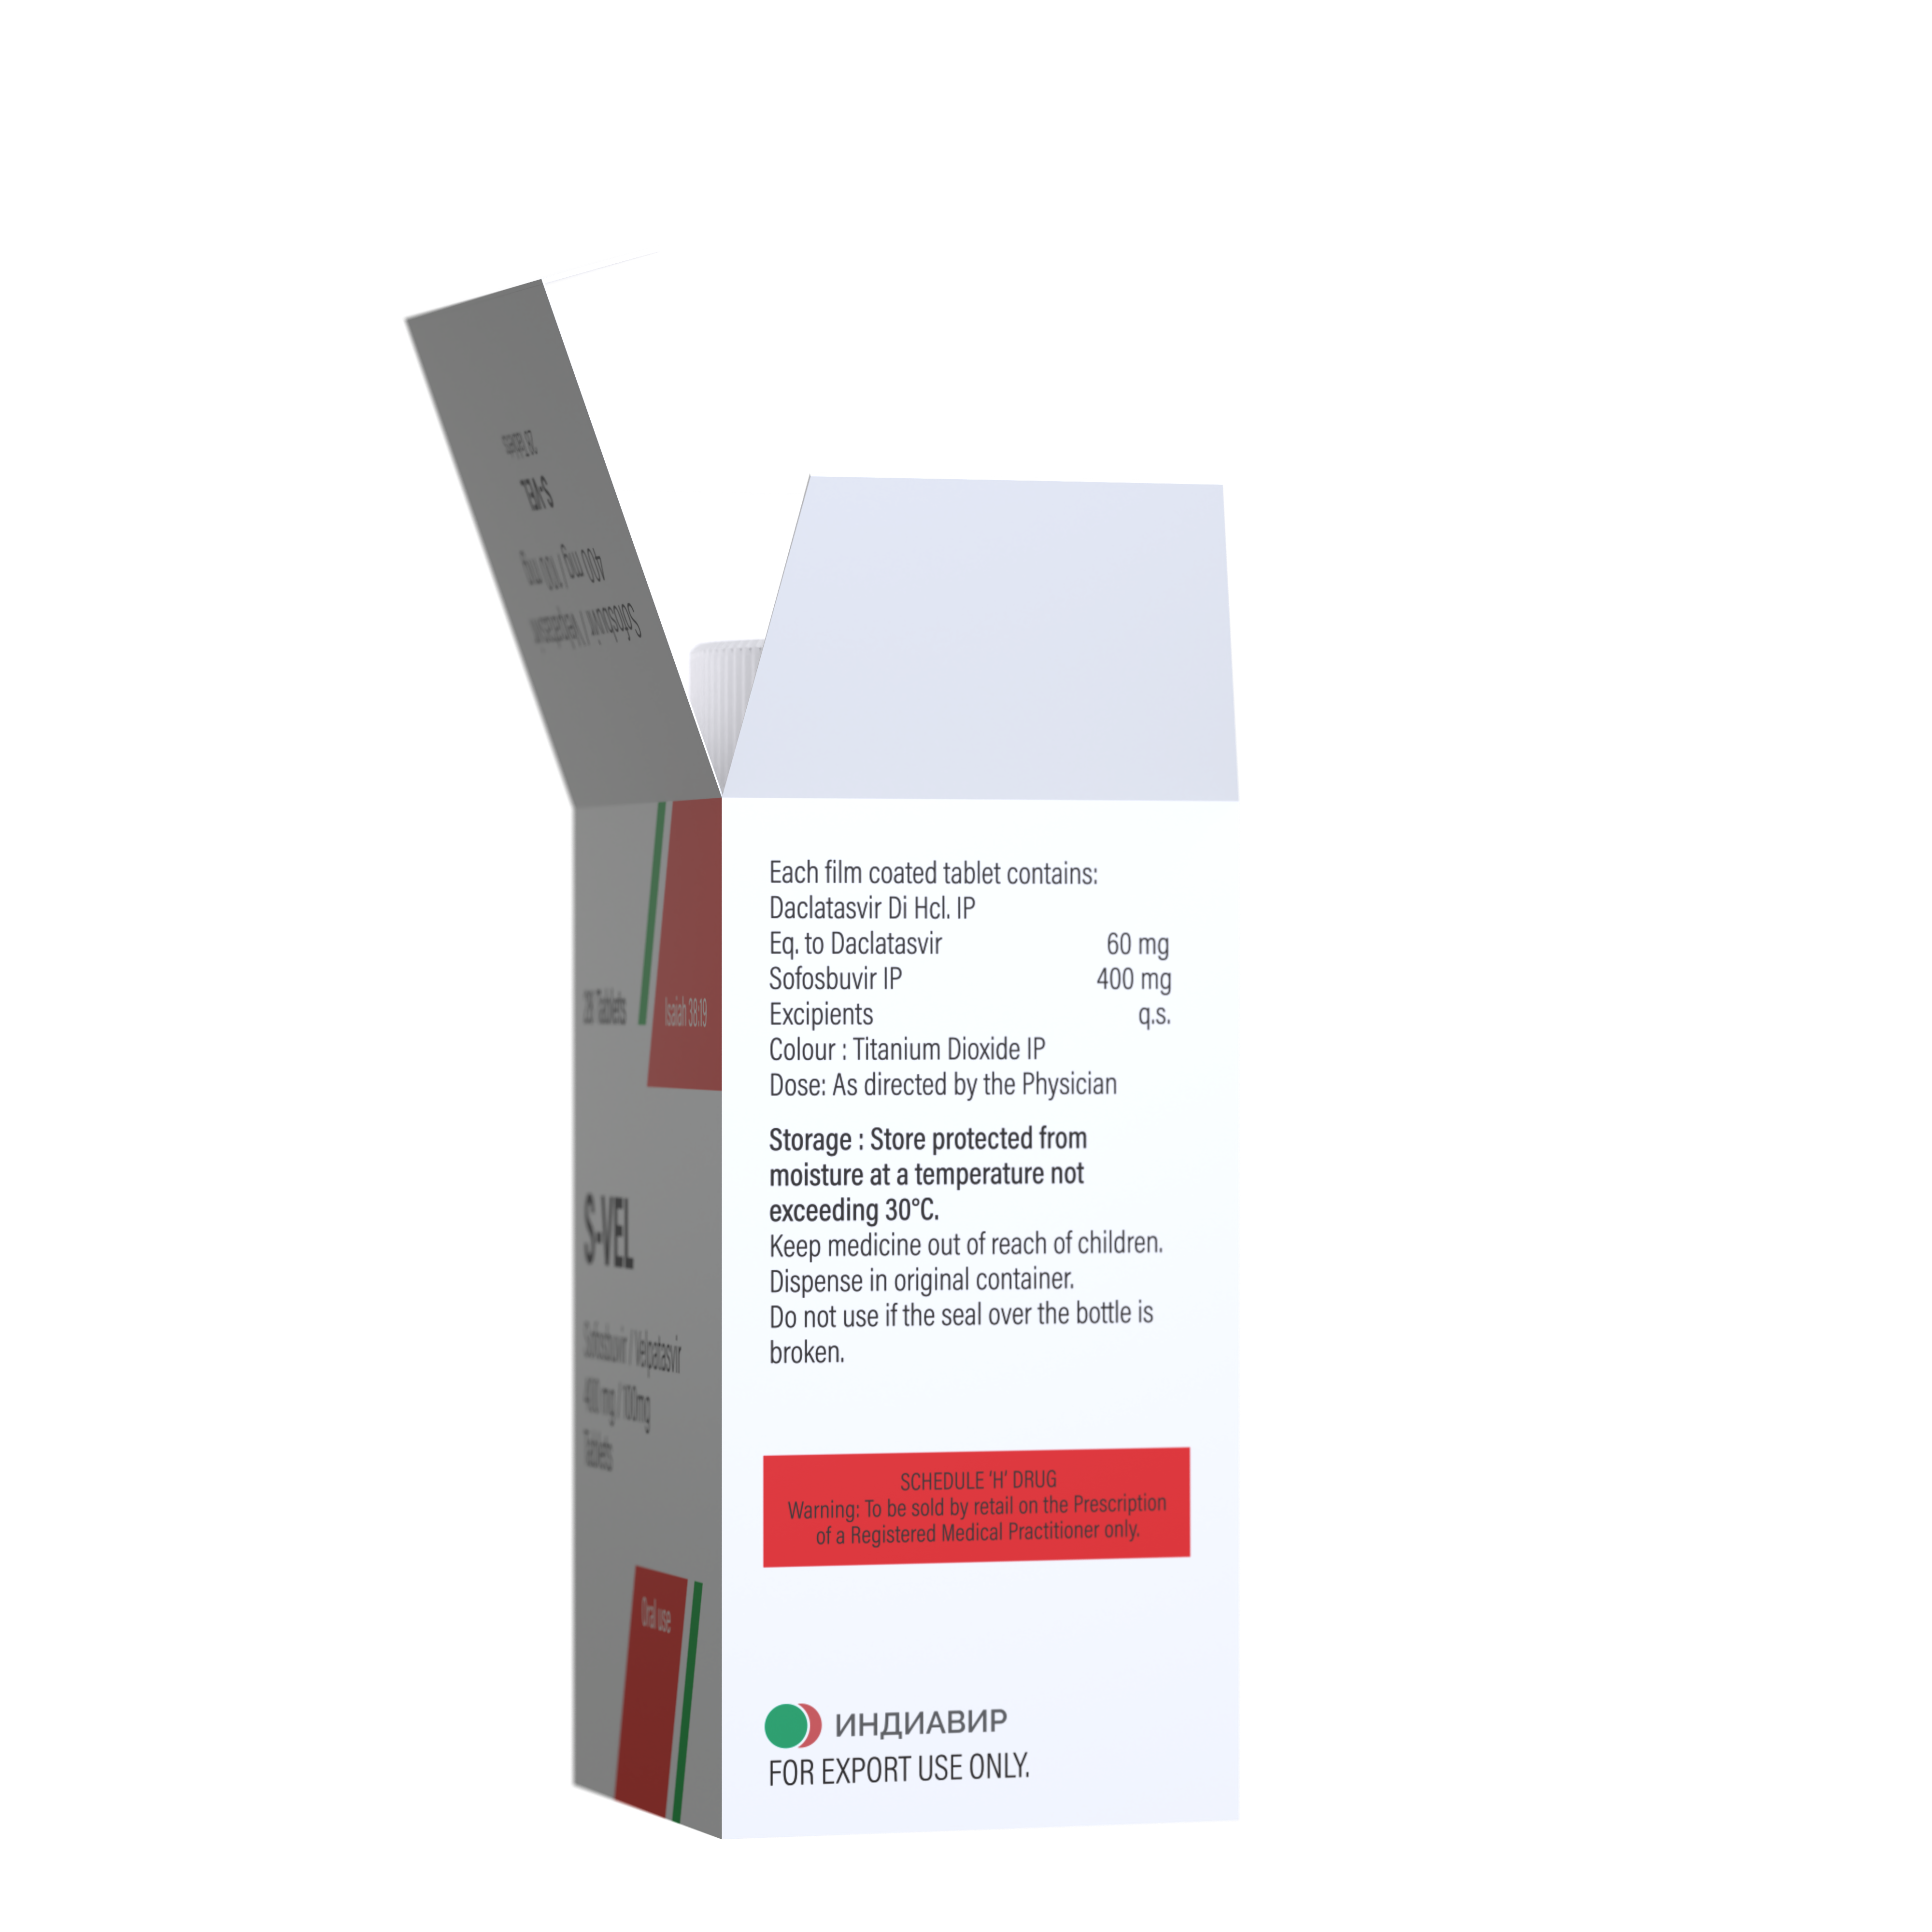 28 Tablets
S-VEL
400 mg / 100 mg
Sofosbuvir / Velpatasvir
28 Tablets
Isaiah 38:19
S-VEL
Sofosbuvir / Velpatasvir
400 mg / 100mg
Tablets
Oral use
Each film coated tablet contains:
Daclatasvir Di Hcl. IP
Eq. to Daclatasvir 60 mg
Sofosbuvir IP 400 mg
Excipients q.s.
Colour : Titanium Dioxide IP
Dose: As directed by the Physician
Storage : Store protected from
moisture at a temperature not
exceeding 30°C.
Keep medicine out of reach of children.
Dispense in original container.
Do not use if the seal over the bottle is
broken.
SCHEDULE 'H' DRUG
Warning: To be sold by retail on the Prescription
of a Registered Medical Practitioner only.
ИНДИАВИР
FOR EXPORT USE ONLY.